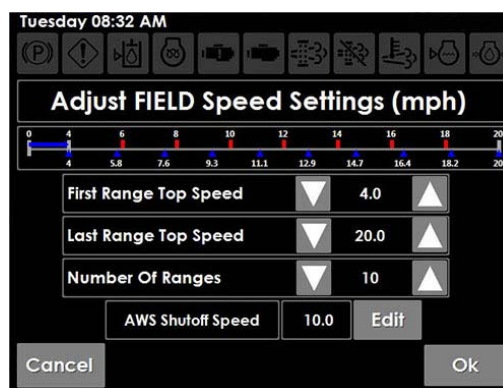 Tuesday 08:32 AM
Adjust FIELD Speed Settings (mph)
0 4 6 8 10 12 14 16 18 20
4 5.8 7.6 9.3 11.1 12.9 14.7 16.4 18.2 20
First Range Top Speed 4.0
Last Range Top Speed 20.0
Number Of Ranges 10
AWS Shutoff Speed 10.0 Edit
Cancel Ok